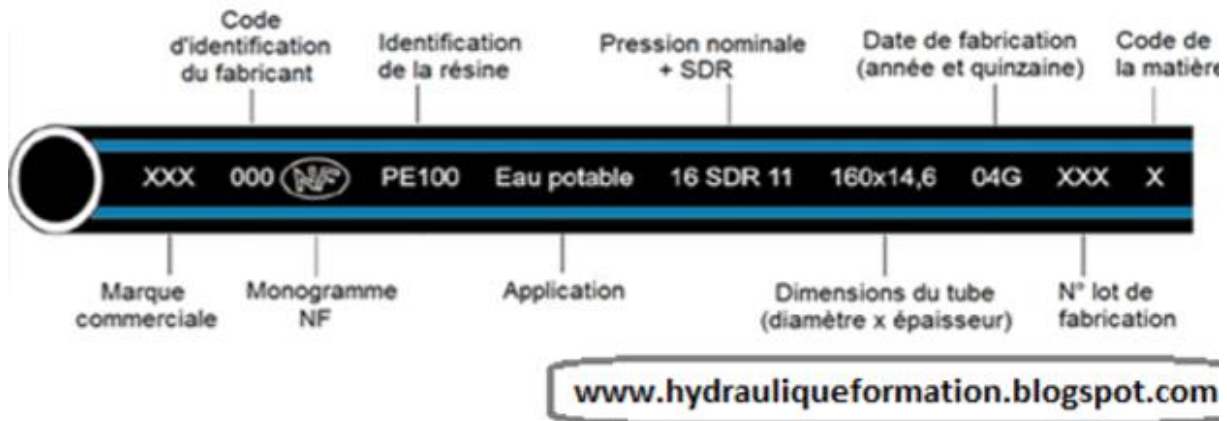 Code
d'identification
du fabricant
Identification
de la résine
Pression nominale
+ SDR
Date de fabrication
(année et quinzaine)
Code de
la matière
XXX 000 NF PE100 Eau potable 16 SDR 11 160x14,6 04G XXX X
Marque
commerciale
Monogramme
NF
Application
Dimensions du tube
(diamètre x épaisseur)
N° lot de
fabrication
www.hydrauliqueformation.blogspot.com